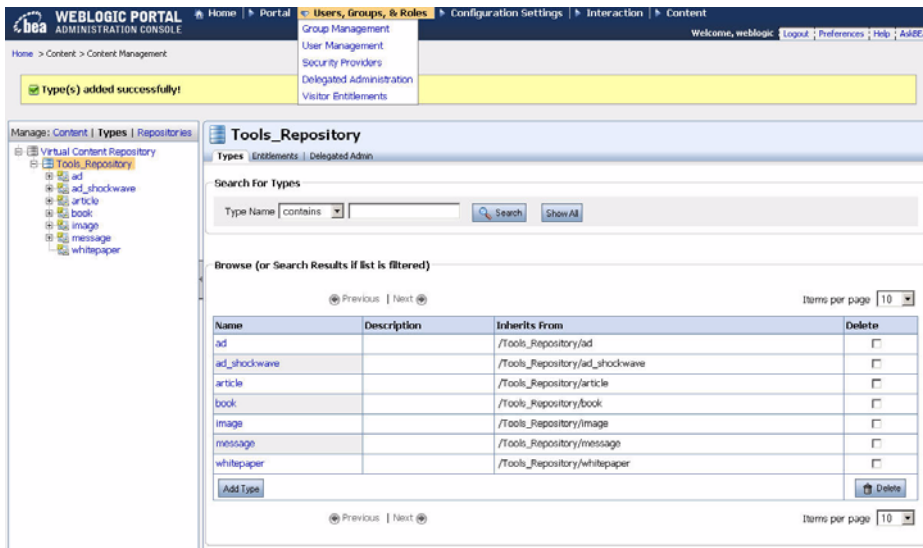 bea WEBLOGIC PORTAL
ADMINISTRATION CONSOLE
Home | Portal | Users, Groups, & Roles | Configuration Settings | Interaction | Content
Group Management
User Management
Security Providers
Delegated Administration
Visitor Entitlements
Welcome, weblogic Logout | Preferences | Help | AskBE
Home > Content > Content Management
Type(s) added successfully!
Manage: Content | Types | Repositories
Virtual Content Repository
Tools_Repository
ad
ad_shockwave
article
book
image
message
whitepaper
Tools_Repository
Types Entitlements | Delegated Admin
Search For Types
Type Name contains Search Show All
Browse (or Search Results if list is filtered)
Previous | Next Items per page 10
Name Description Inherits From Delete
ad /Tools_Repository/ad
ad_shockwave /Tools_Repository/ad_shockwave
article /Tools_Repository/article
book /Tools_Repository/book
image /Tools_Repository/image
message /Tools_Repository/message
whitepaper /Tools_Repository/whitepaper
Add Type Delete
Previous | Next Items per page 10